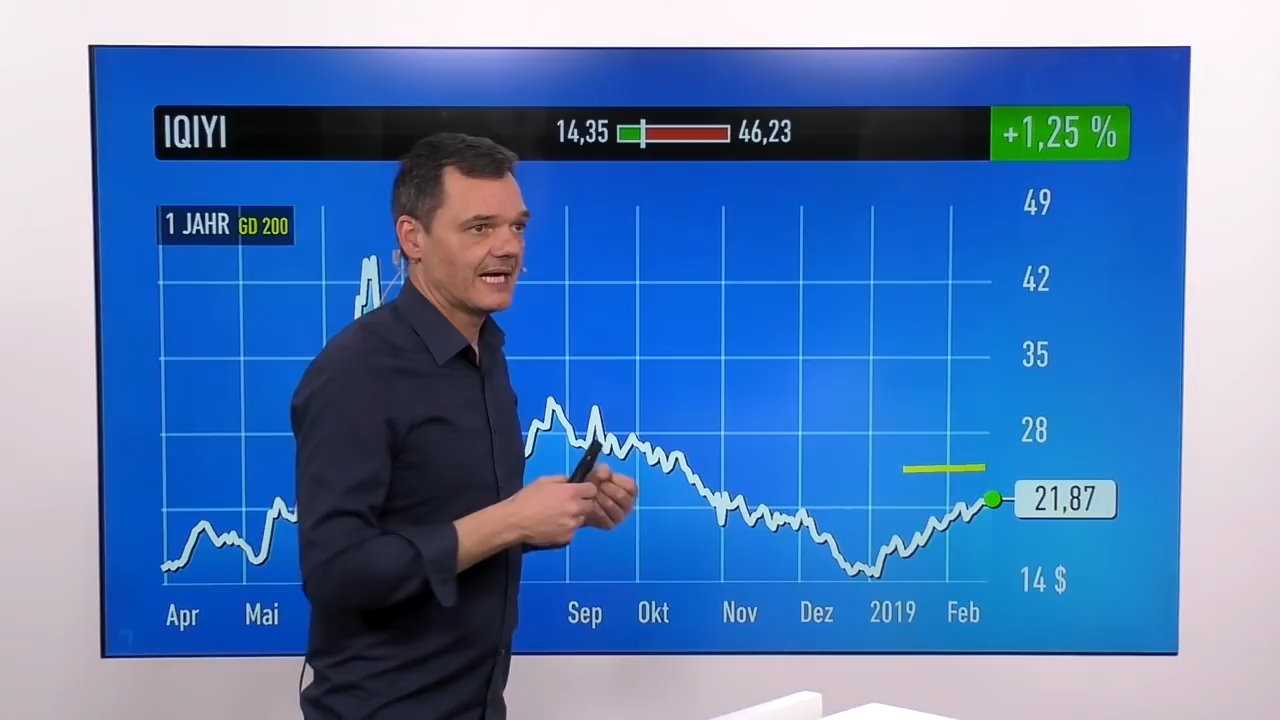 IQIYI 14,35 46,23 +1,25 %
1 JAHR GD 200
49
42
35
28
21,87
14 $
Apr Mai Sep Okt Nov Dez 2019 Feb